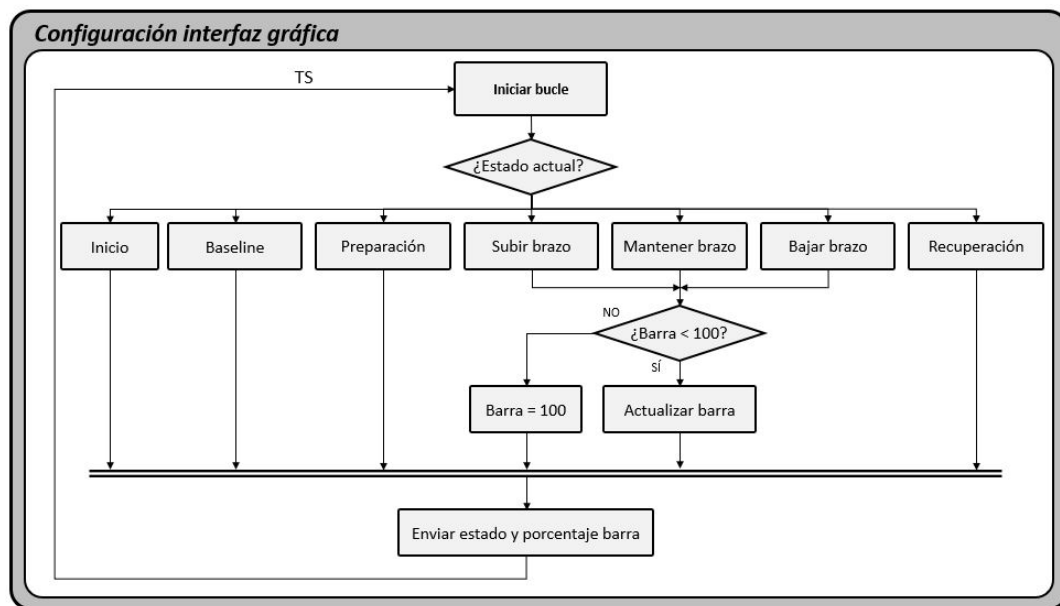 Configuración interfaz gráfica
TS
Iniciar bucle
¿Estado actual?
Inicio
Baseline
Preparación
Subir brazo
Mantener brazo
Bajar brazo
Recuperación
NO
¿Barra < 100?
SÍ
Barra = 100
Actualizar barra
Enviar estado y porcentaje barra